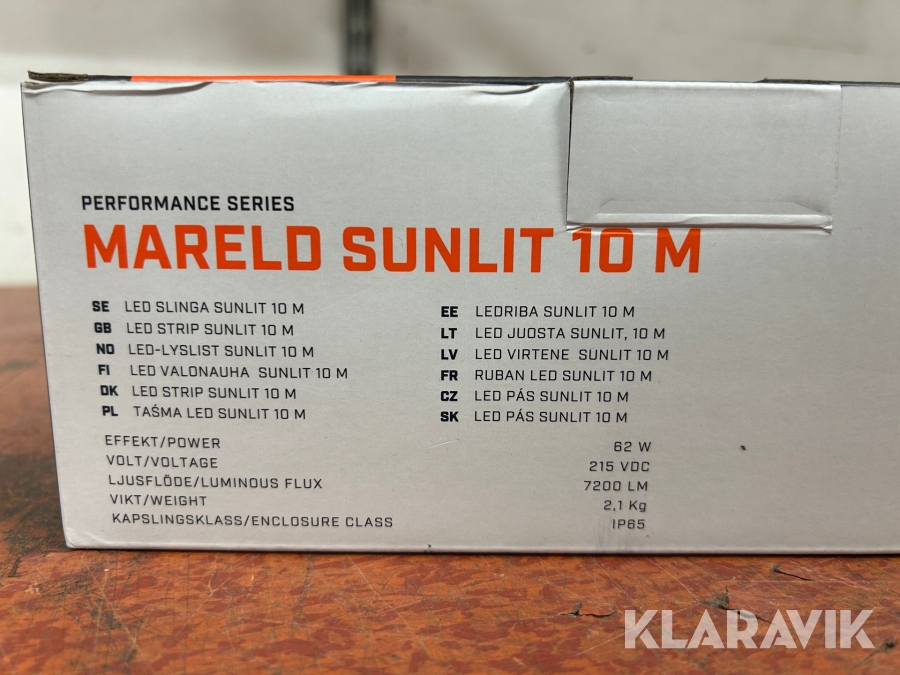 PERFORMANCE SERIES
MARELD SUNLIT 10 M
SE LED SLINGA SUNLIT 10 M
GB LED STRIP SUNLIT 10 M
NO LED-LYSLIST SUNLIT 10 M
FI LED VALONAUHA SUNLIT 10 M
DK LED STRIP SUNLIT 10 M
PL TAŚMA LED SUNLIT 10 M
EE LEDRIBA SUNLIT 10 M
LT LED JUOSTA SUNLIT, 10 M
LV LED VIRTENE SUNLIT 10 M
FR RUBAN LED SUNLIT 10 M
CZ LED PÁS SUNLIT 10 M
SK LED PÁS SUNLIT 10 M
EFFEKT/POWER 62 W
VOLT/VOLTAGE 215 VDC
LJUSFLÖDE/LUMINOUS FLUX 7200 LM
VIKT/WEIGHT 2,1 Kg
KAPSLINGSKLASS/ENCLOSURE CLASS IP65
KLARAVIK